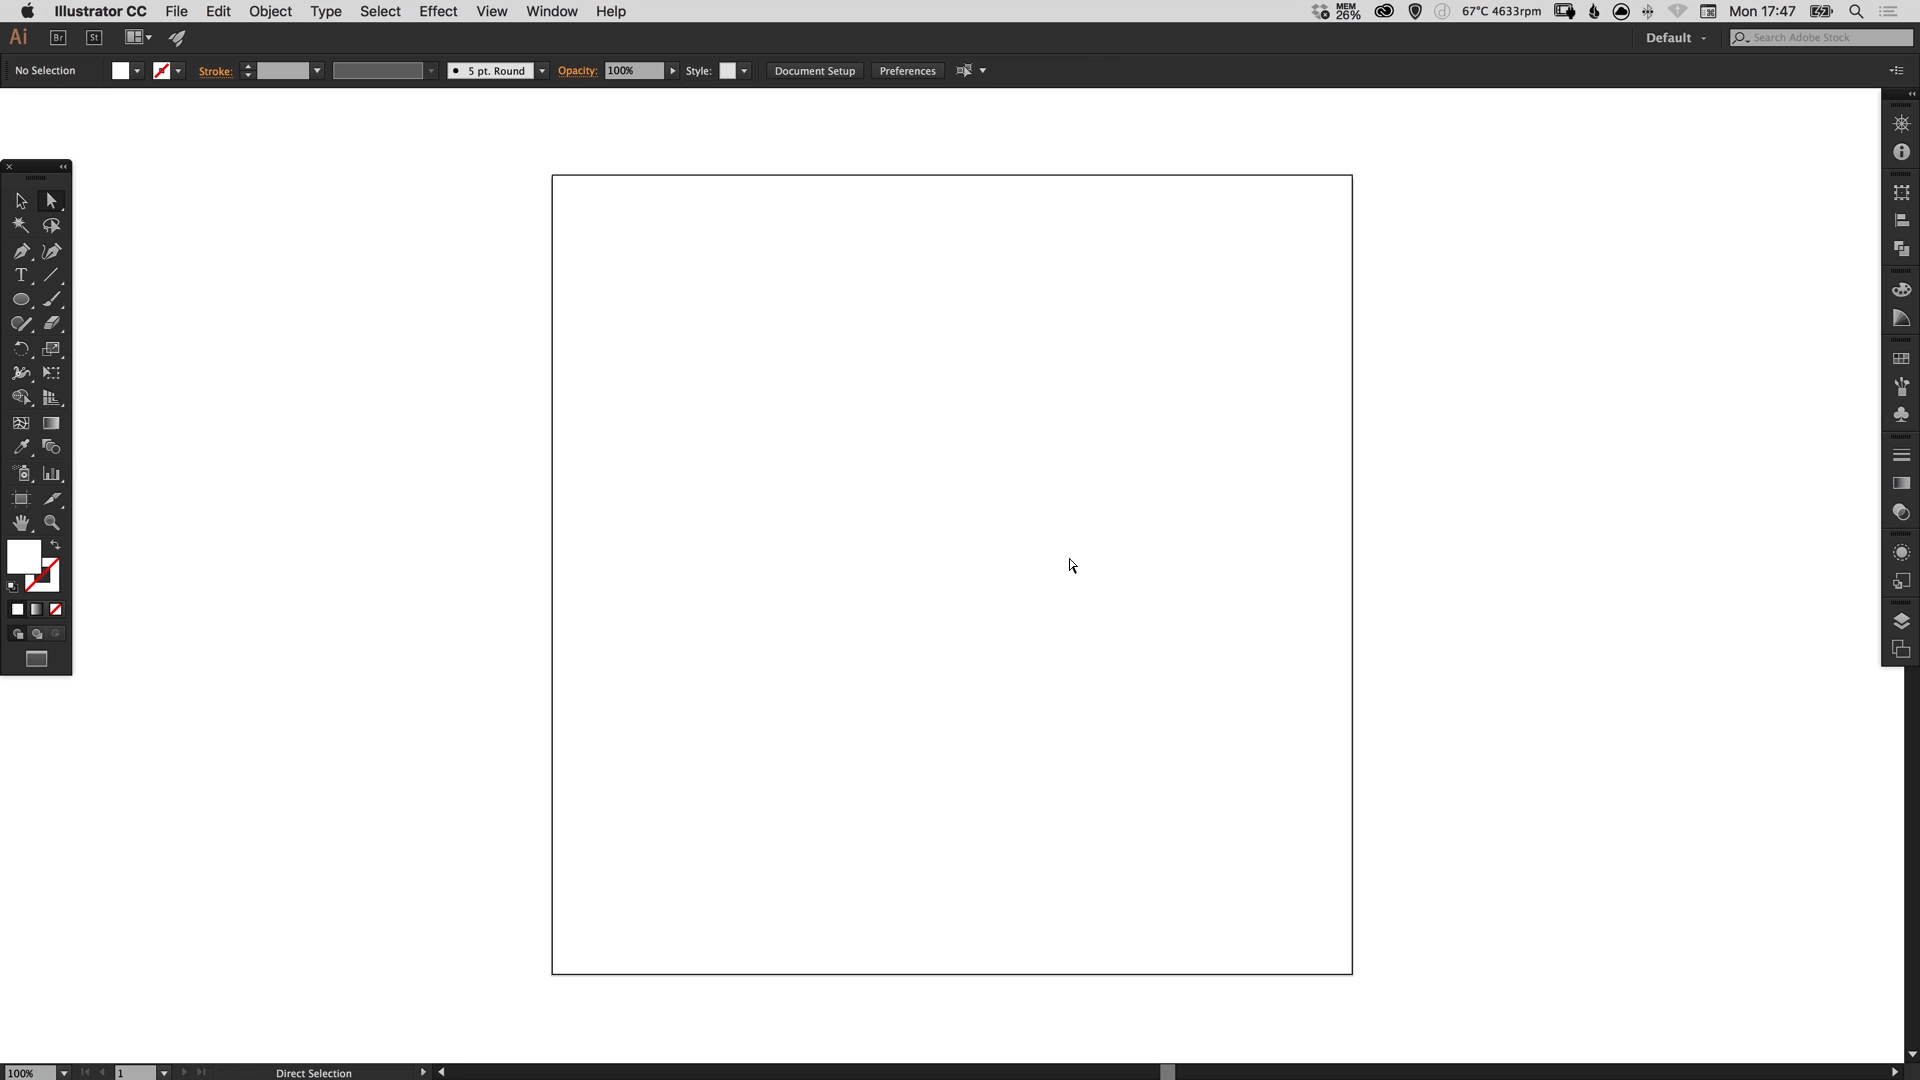 Illustrator CC File Edit Object Type Select Effect View Window Help MEM 26% 67°C 4633rpm Mon 17:47
Ai Br St Default Search Adobe Stock
No Selection Stroke: 5 pt. Round Opacity: 100% Style: Document Setup Preferences
T
100% 1 Direct Selection